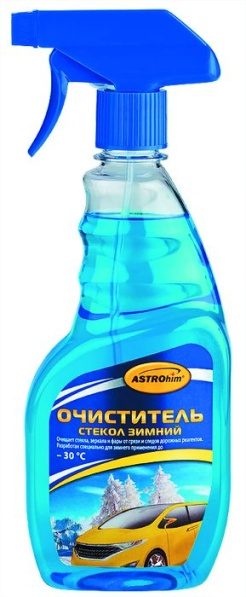 ASTROhim
ОЧИСТИТЕЛЬ
СТЕКОЛ ЗИМНИЙ
Очищает стекла, зеркала и фары от грязи и следов дорожных реагентов.
Разработан специально для зимнего применения до
– 30 °C